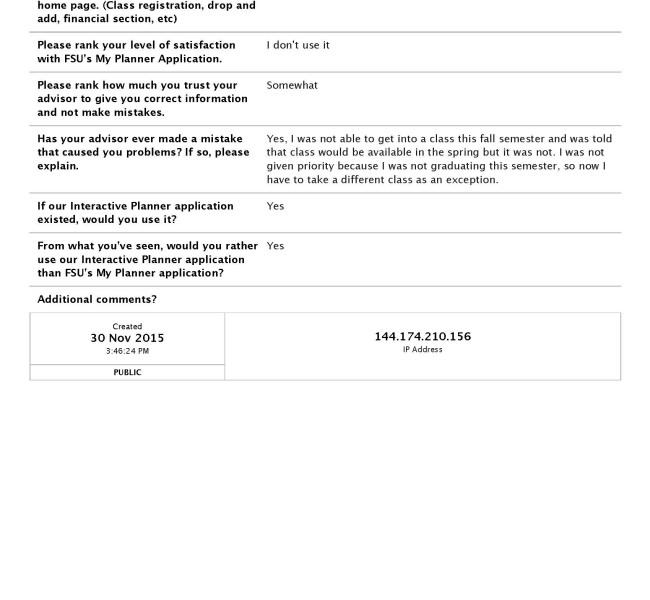 home page. (Class registration, drop and
add, financial section, etc)
Please rank your level of satisfaction
with FSU's My Planner Application.
I don't use it
Please rank how much you trust your
advisor to give you correct information
and not make mistakes.
Somewhat
Has your advisor ever made a mistake
that caused you problems? If so, please
explain.
Yes, I was not able to get into a class this fall semester and was told
that class would be available in the spring but it was not. I was not
given priority because I was not graduating this semester, so now I
have to take a different class as an exception.
If our Interactive Planner application
existed, would you use it?
Yes
From what you've seen, would you rather
use our Interactive Planner application
than FSU's My Planner application?
Yes
Additional comments?
Created
30 Nov 2015
3:46:24 PM
PUBLIC
144.174.210.156
IP Address